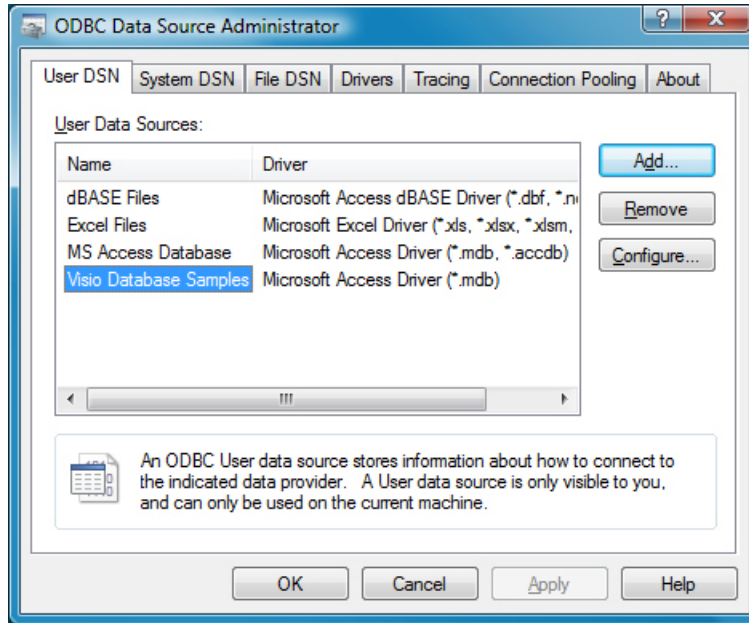 ODBC Data Source Administrator
User DSN System DSN File DSN Drivers Tracing Connection Pooling About
User Data Sources:
Name Driver
dBASE Files Microsoft Access dBASE Driver (*.dbf, *.n
Excel Files Microsoft Excel Driver (*.xls, *.xlsx, *.xlsm,
MS Access Database Microsoft Access Driver (*.mdb, *.accdb)
Visio Database Samples Microsoft Access Driver (*.mdb)
Add...
Remove
Configure...
An ODBC User data source stores information about how to connect to
the indicated data provider. A User data source is only visible to you,
and can only be used on the current machine.
OK Cancel Apply Help